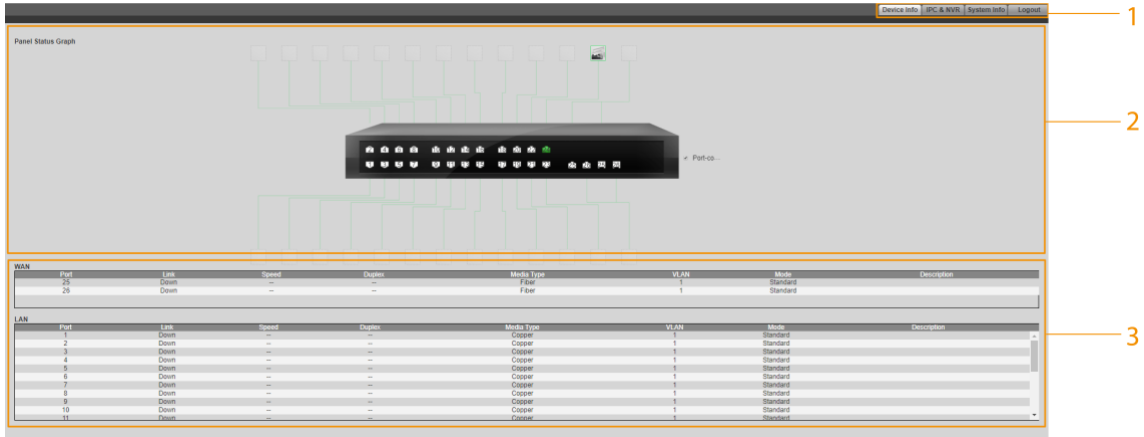 Device Info IPC & NVR System Info Logout
1
Panel Status Graph
2
✓ Port-co...
WAN
Port Link Speed Duplex Media Type VLAN Mode Description
25 Down -- -- Fiber 1 Standard
26 Down -- -- Fiber 1 Standard
LAN
Port Link Speed Duplex Media Type VLAN Mode Description
1 Down -- -- Copper 1 Standard
2 Down -- -- Copper 1 Standard
3 Down -- -- Copper 1 Standard
3
4 Down -- -- Copper 1 Standard
5 Down -- -- Copper 1 Standard
6 Down -- -- Copper 1 Standard
7 Down -- -- Copper 1 Standard
8 Down -- -- Copper 1 Standard
9 Down -- -- Copper 1 Standard
10 Down -- -- Copper 1 Standard
11 Down -- -- Copper 1 Standard